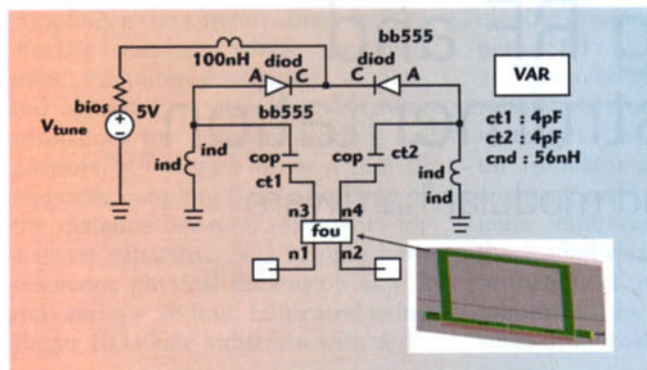 bb555
100nH
diod
diod
A
C
C
A
VAR
bios
5V
Vtune
bb555
ct1 : 4pF
ct2 : 4pF
cnd : 56nH
ind
ind
cop
cop
ct2
ind
ind
ct1
n3
n4
fou
n1
n2